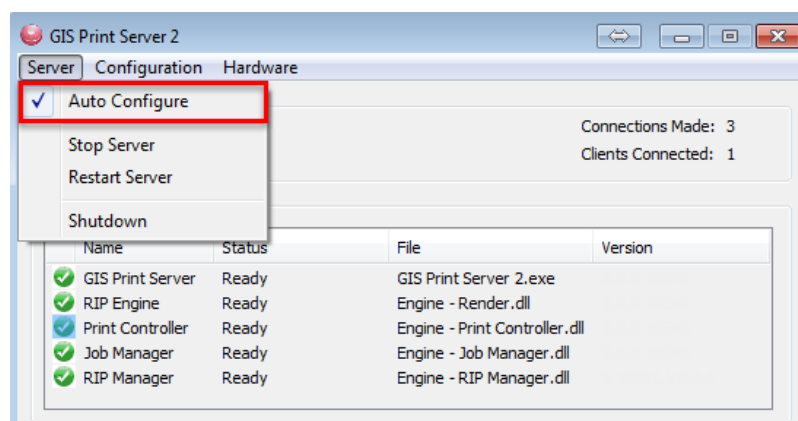 GIS Print Server 2
Server Configuration Hardware
Auto Configure
Connections Made: 3
Stop Server
Clients Connected: 1
Restart Server
Shutdown
Name Status File Version
GIS Print Server Ready GIS Print Server 2.exe
RIP Engine Ready Engine - Render.dll
Print Controller Ready Engine - Print Controller.dll
Job Manager Ready Engine - Job Manager.dll
RIP Manager Ready Engine - RIP Manager.dll